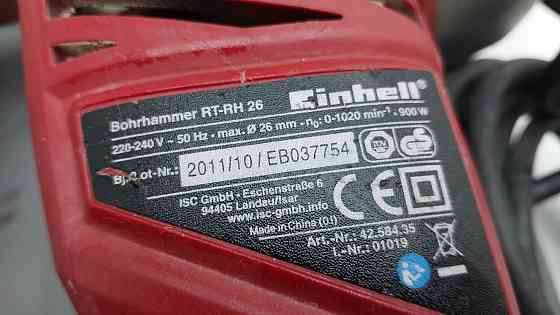 Einhell®
Bohrhammer RT-RH 26
220-240 V ~ 50 Hz • max. Ø 26 mm • n₀: 0-1020 min⁻¹ • 900 W
2011/10 / EB037754
ISC GmbH • Eschenstraße 6
94405 Landau/Isar
www.isc-gmbh.info
Made in China (01)
Art.-Nr.: 42.584.35
I.-Nr.: 01019
CE